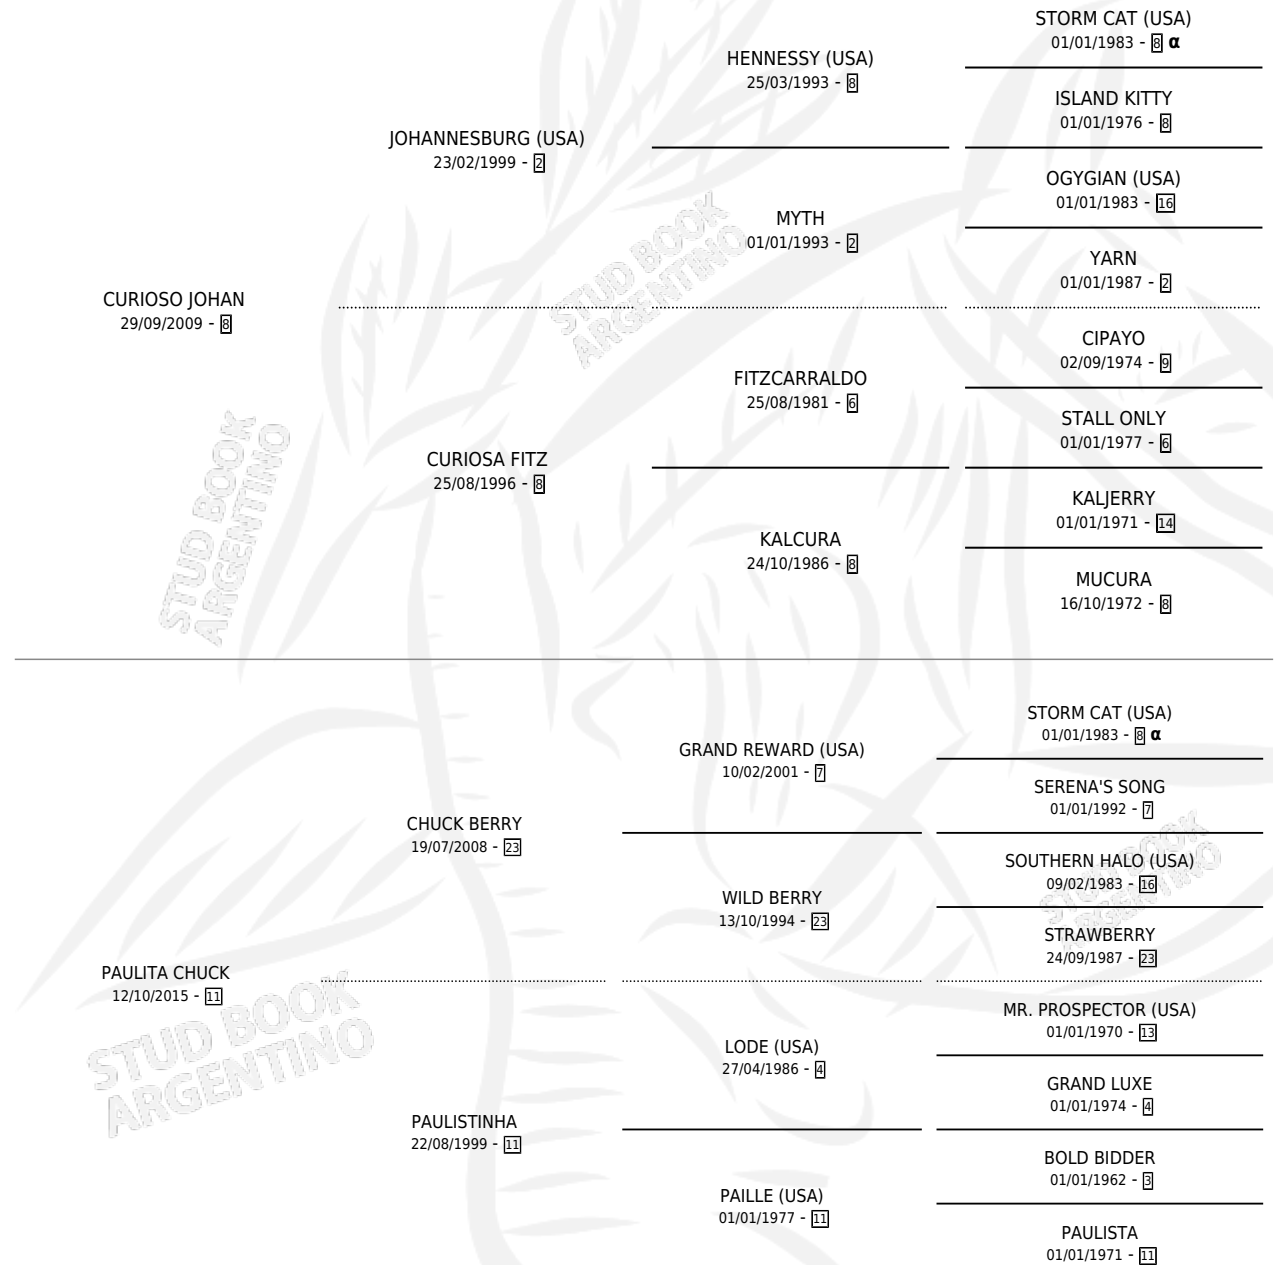 STORM CAT (USA)
01/01/1983 - 8 α
HENNESSY (USA)
25/03/1993 - 8
ISLAND KITTY
01/01/1976 - 8
JOHANNESBURG (USA)
23/02/1999 - 2
OGYGIAN (USA)
01/01/1983 - 16
MYTH
01/01/1993 - 2
YARN
01/01/1987 - 2
CURIOSO JOHAN
29/09/2009 - 8
CIPAYO
02/09/1974 - 9
FITZCARRALDO
25/08/1981 - 6
STALL ONLY
01/01/1977 - 6
CURIOSA FITZ
25/08/1996 - 8
KALJERRY
01/01/1971 - 14
KALCURA
24/10/1986 - 8
MUCURA
16/10/1972 - 8
STUD BOOK
ARGENTINO
STUD BOOK
ARGENTINO
STORM CAT (USA)
01/01/1983 - 8 α
GRAND REWARD (USA)
10/02/2001 - 7
SERENA'S SONG
01/01/1992 - 7
CHUCK BERRY
19/07/2008 - 23
SOUTHERN HALO (USA)
09/02/1983 - 16
WILD BERRY
13/10/1994 - 23
STRAWBERRY
24/09/1987 - 23
PAULITA CHUCK
12/10/2015 - 11
MR. PROSPECTOR (USA)
01/01/1970 - 13
LODE (USA)
27/04/1986 - 4
GRAND LUXE
01/01/1974 - 4
PAULISTINHA
22/08/1999 - 11
BOLD BIDDER
01/01/1962 - 3
PAILLE (USA)
01/01/1977 - 11
PAULISTA
01/01/1971 - 11
STUD BOOK
ARGENTINO
STUD BOOK
ARGENTINO